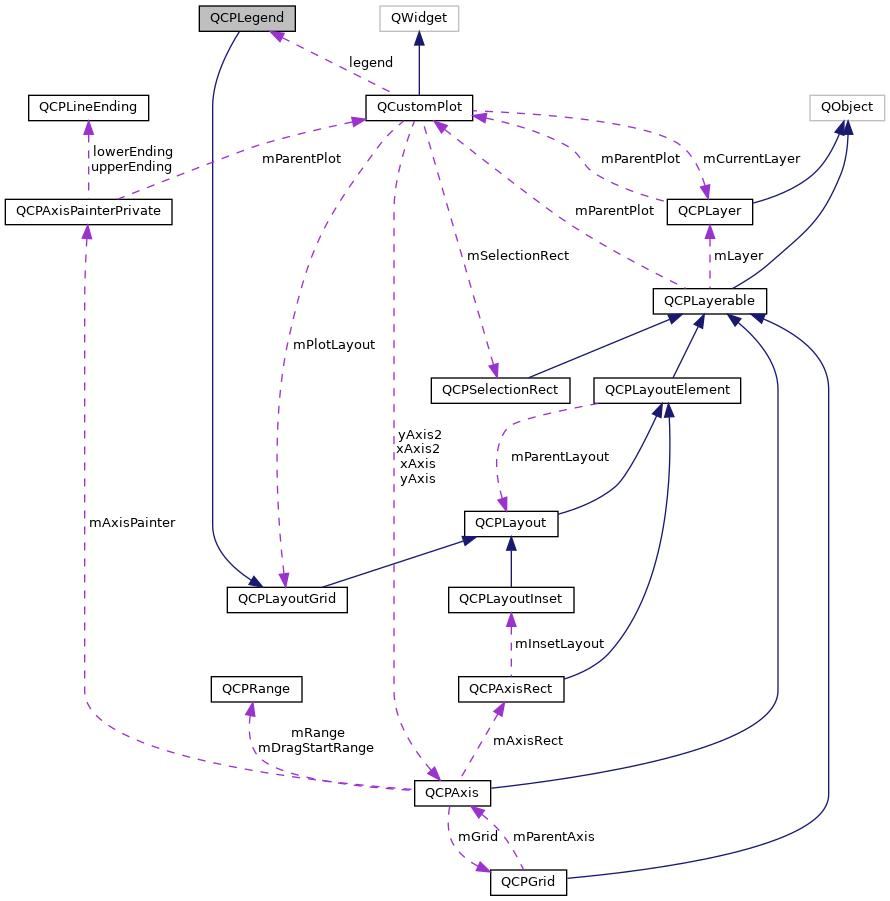 QCPLegend
QWidget
legend
QCPLineEnding
QCustomPlot
QObject
lowerEnding
upperEnding
mParentPlot
mParentPlot
mCurrentLayer
QCPAxisPainterPrivate
mParentPlot
QCPLayer
mSelectionRect
mLayer
QCPLayerable
mPlotLayout
QCPSelectionRect
QCPLayoutElement
yAxis2
xAxis2
xAxis
yAxis
mParentLayout
mAxisPainter
QCPLayout
QCPLayoutGrid
QCPLayoutInset
mInsetLayout
QCPRange
QCPAxisRect
mRange
mDragStartRange
mAxisRect
QCPAxis
mGrid
mParentAxis
QCPGrid